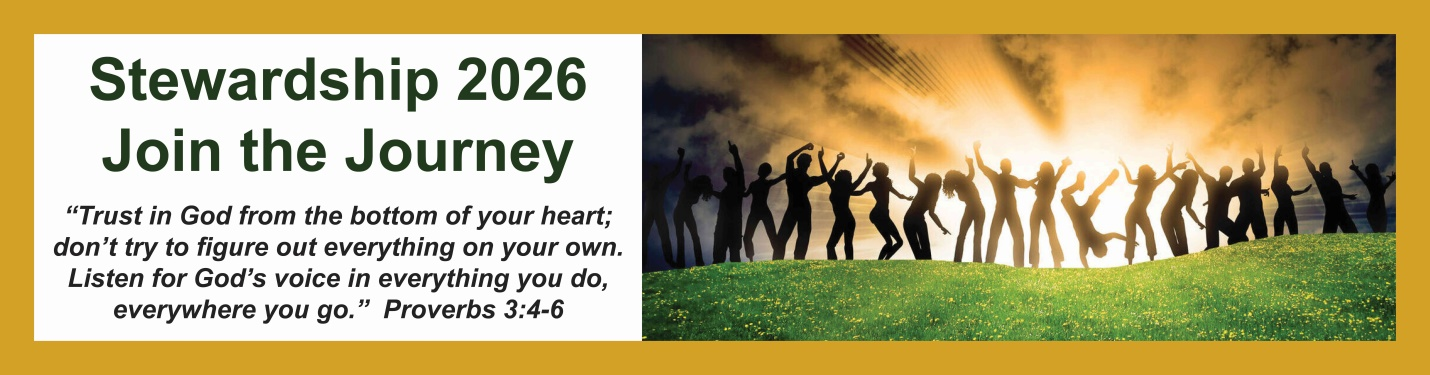 Stewardship 2026
Join the Journey
“Trust in God from the bottom of your heart;
don’t try to figure out everything on your own.
Listen for God’s voice in everything you do,
everywhere you go.”  Proverbs 3:4-6